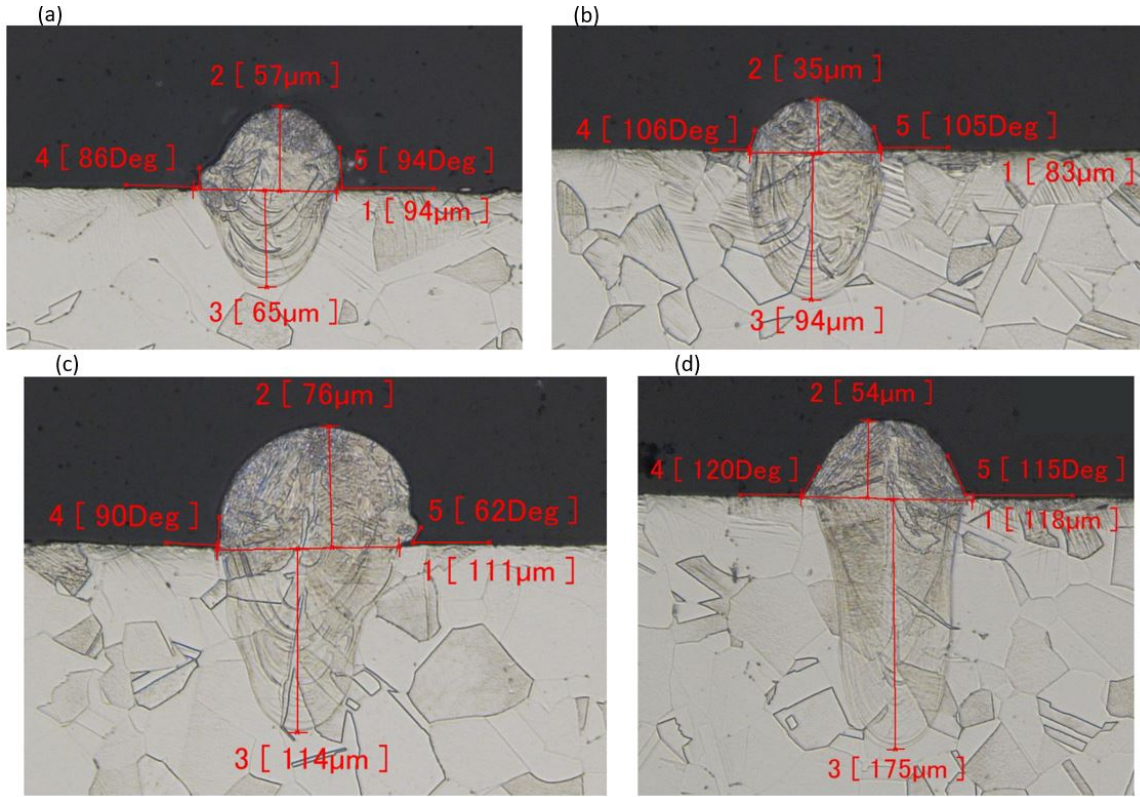 (a)
2 [ 57μm ]
4 [ 86Deg ]
5 [ 94Deg ]
1 [ 94μm ]
3 [ 65μm ]
(b)
2 [ 35μm ]
4 [ 106Deg ]
5 [ 105Deg ]
1 [ 83μm ]
3 [ 94μm ]
(c)
2 [ 76μm ]
4 [ 90Deg ]
5 [ 62Deg ]
1 [ 111μm ]
3 [ 114μm ]
(d)
2 [ 54μm ]
4 [ 120Deg ]
5 [ 115Deg ]
1 [ 118μm ]
3 [ 175μm ]